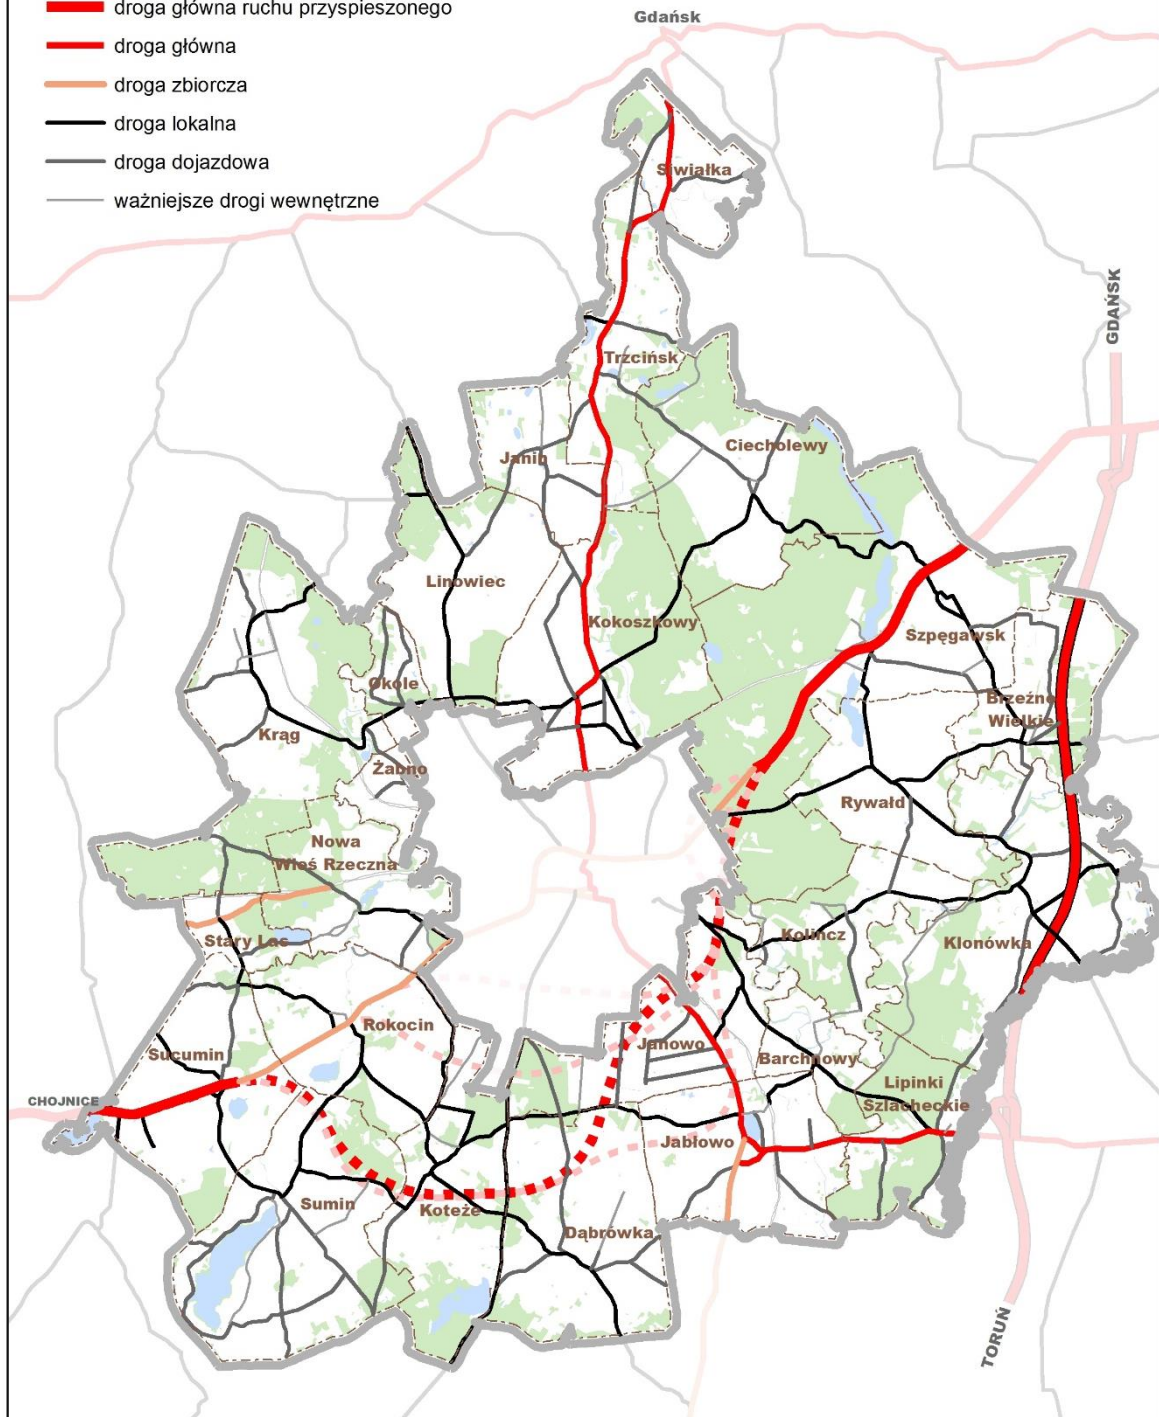 droga główna ruchu przyspieszonego
droga główna
droga zbiorcza
droga lokalna
droga dojazdowa
ważniejsze drogi wewnętrzne
Gdańsk
Siwiałka
GDAŃSK
Trzcińsk
Ciecholewy
Janin
Linowiec
Kokoszkowy
Szpęgawsk
Okole
Brzeźno
Wielkie
Krąg
Żabno
Rywałd
Nowa
Wieś Rzeczna
Stary Las
Kolincz
Klonówka
Rokocin
Janowo
Sucumin
Barchnowy
Lipinki
Szlacheckie
CHOJNICE
Jabłowo
Sumin
Koteże
Dąbrówka
TORUŃ